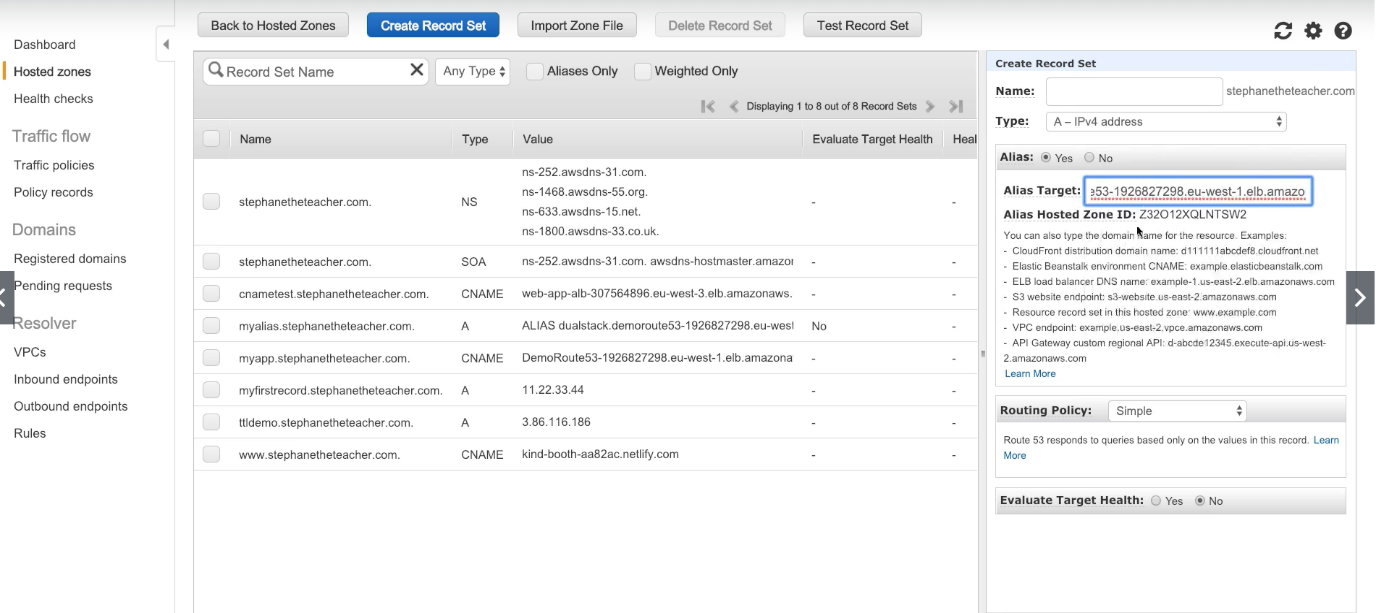 Back to Hosted Zones Create Record Set Import Zone File Delete Record Set Test Record Set
Dashboard
Hosted zones
Health checks
Traffic flow
Traffic policies
Policy records
Domains
Registered domains
Pending requests
Resolver
VPCs
Inbound endpoints
Outbound endpoints
Rules
Record Set Name Any Type Aliases Only Weighted Only
Displaying 1 to 8 out of 8 Record Sets
Name Type Value Evaluate Target Health Heal
stephanetheteacher.com. NS ns-252.awsdns-31.com. - -
ns-1468.awsdns-55.org.
ns-633.awsdns-15.net.
ns-1800.awsdns-33.co.uk.
stephanetheteacher.com. SOA ns-252.awsdns-31.com. awsdns-hostmaster.amazor - -
cnametest.stephanetheteacher.com. CNAME web-app-alb-307564896.eu-west-3.elb.amazonaws. - -
myalias.stephanetheteacher.com. A ALIAS dualstack.demoroute53-1926827298.eu-west No -
myapp.stephanetheteacher.com. CNAME DemoRoute53-1926827298.eu-west-1.elb.amazona - -
myfirstrecord.stephanetheteacher.com. A 11.22.33.44 - -
ttldemo.stephanetheteacher.com. A 3.86.116.186 - -
www.stephanetheteacher.com. CNAME kind-booth-aa82ac.netlify.com - -
Create Record Set
Name: stephanetheteacher.com
Type: A – IPv4 address
Alias: Yes No
Alias Target: e53-1926827298.eu-west-1.elb.amazo
Alias Hosted Zone ID: Z32O12XQLNTSW2
You can also type the domain name for the resource. Examples:
- CloudFront distribution domain name: d111111abcdef8.cloudfront.net
- Elastic Beanstalk environment CNAME: example.elasticbeanstalk.com
- ELB load balancer DNS name: example-1.us-east-2.elb.amazonaws.com
- S3 website endpoint: s3-website.us-east-2.amazonaws.com
- Resource record set in this hosted zone: www.example.com
- VPC endpoint: example.us-east-2.vpce.amazonaws.com
- API Gateway custom regional API: d-abcde12345.execute-api.us-west-
2.amazonaws.com
Learn More
Routing Policy: Simple
Route 53 responds to queries based only on the values in this record. Learn
More
Evaluate Target Health: Yes No